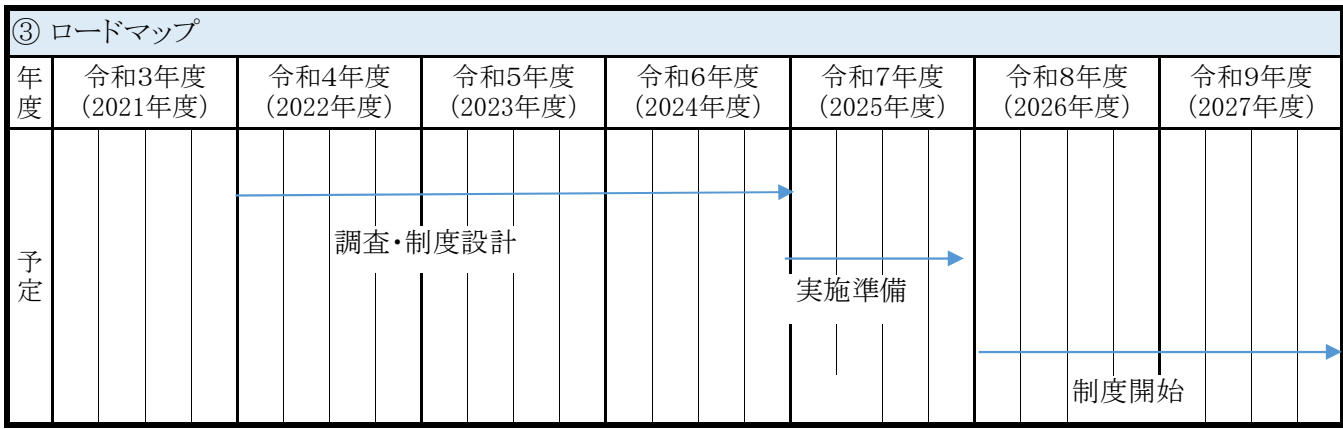 ③ ロードマップ
年度
令和3年度
(2021年度)
令和4年度
(2022年度)
令和5年度
(2023年度)
令和6年度
(2024年度)
令和7年度
(2025年度)
令和8年度
(2026年度)
令和9年度
(2027年度)
予定
調査・制度設計
実施準備
制度開始